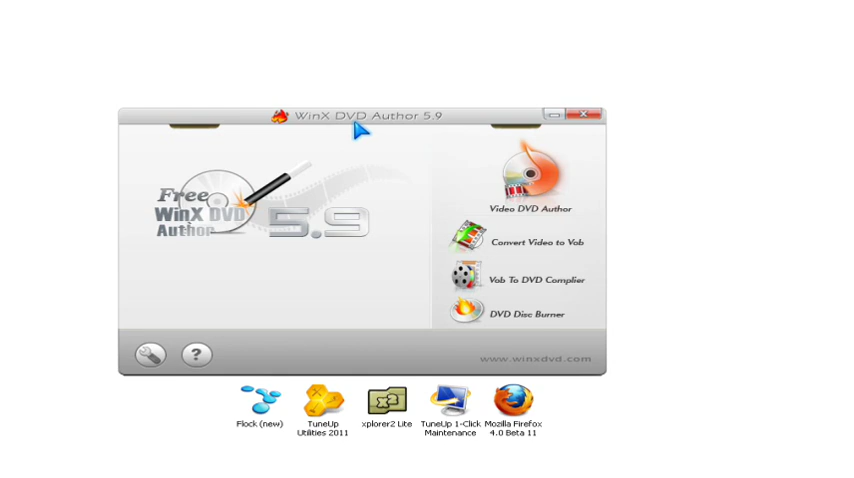 WinX DVD Author 5.9
Free
WinX DVD
Author
5.9
Video DVD Author
Convert Video to Vob
Vob To DVD Complier
DVD Disc Burner
?
www.winxdvd.com
Flock (new)
TuneUp
Utilities 2011
xplorer2 Lite
TuneUp 1-Click
Maintenance
Mozilla Firefox
4.0 Beta 11